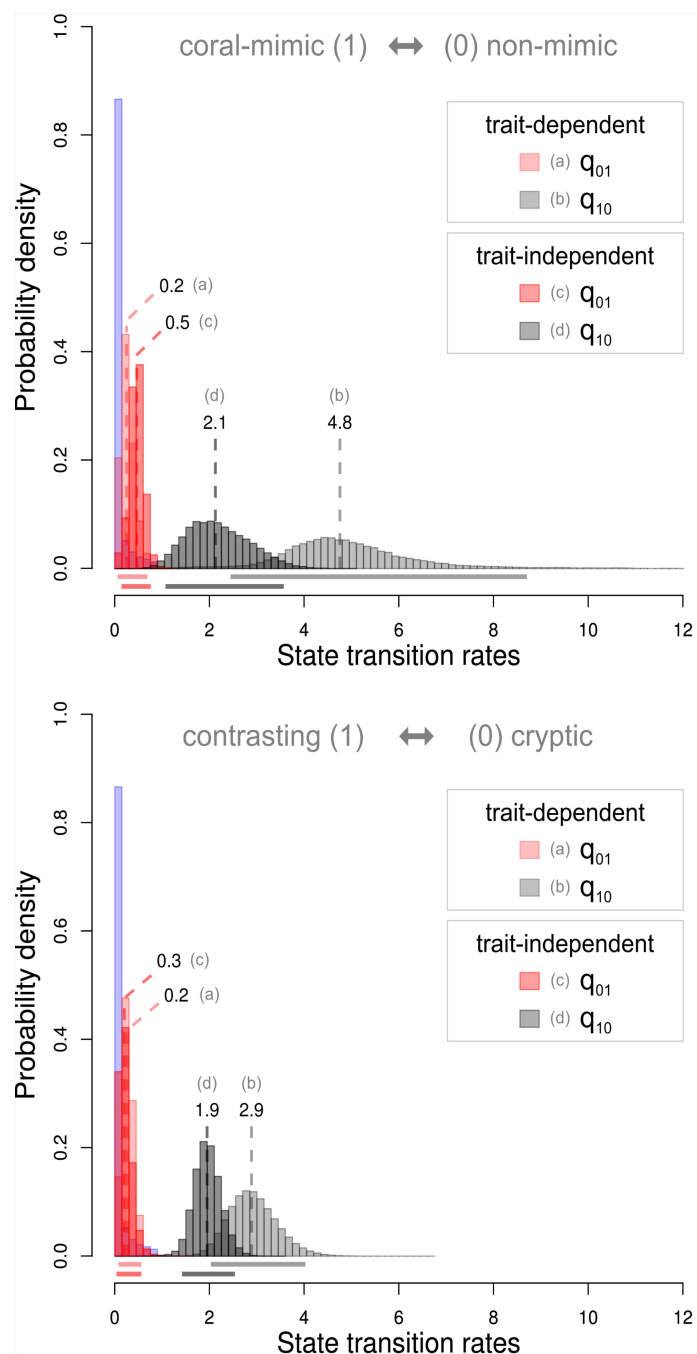 coral-mimic (1) ↔ (0) non-mimic
Probability density
0.0 0.2 0.4 0.6 0.8 1.0
trait-dependent
(a) q01
(b) q10
trait-independent
(c) q01
(d) q10
0.2 (a)
0.5 (c)
(d) (b)
2.1 4.8
0 2 4 6 8 10 12
State transition rates
contrasting (1) ↔ (0) cryptic
Probability density
0.0 0.2 0.4 0.6 0.8 1.0
trait-dependent
(a) q01
(b) q10
trait-independent
(c) q01
(d) q10
0.3 (c)
0.2 (a)
(d) (b)
1.9 2.9
0 2 4 6 8 10 12
State transition rates